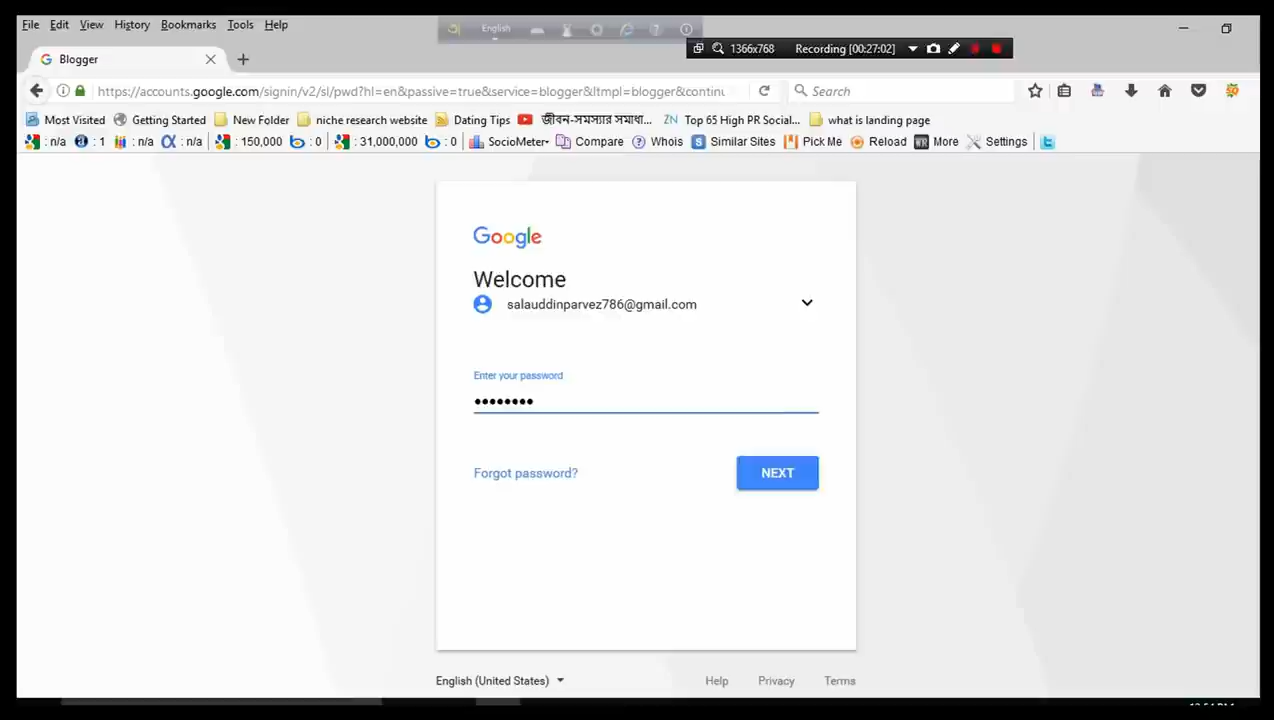 File Edit View History Bookmarks Tools Help
English
1366x768 Recording [00:27:02]
Blogger
https://accounts.google.com/signin/v2/sl/pwd?hl=en&passive=true&service=blogger&ltmpl=blogger&continu
Search
Most Visited Getting Started New Folder niche research website Dating Tips জীবন-সমস্যার সমাধা... ZN Top 65 High PR Social... what is landing page
: n/a : 1 : n/a : n/a : 150,000 : 0 : 31,000,000 : 0 SocioMeter Compare Whois Similar Sites Pick Me Reload WR More Settings
Google
Welcome
salauddinparvez786@gmail.com
Enter your password
••••••••
Forgot password? NEXT
English (United States) Help Privacy Terms